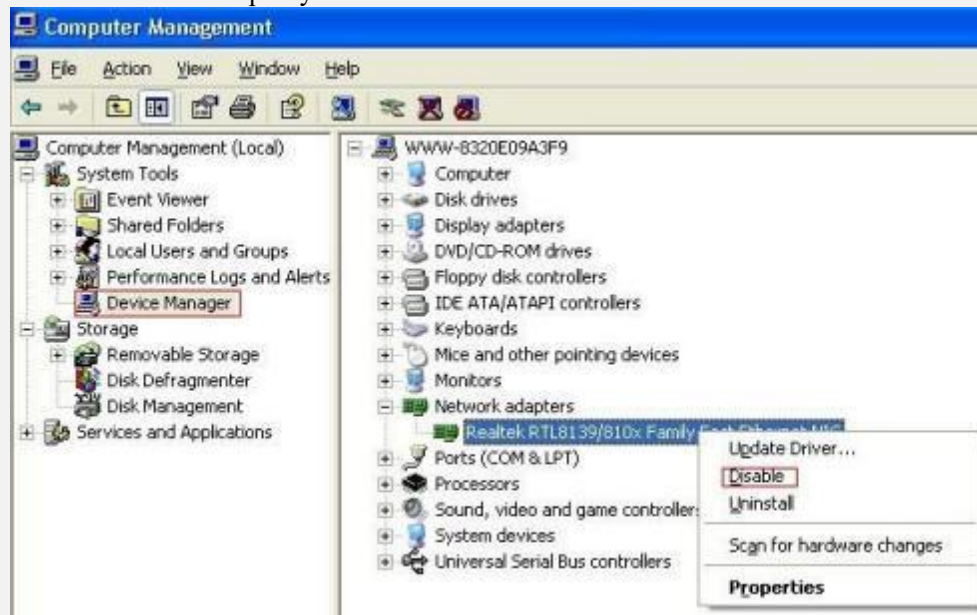 Computer Management
File Action View Window Help
Computer Management (Local)
System Tools
Event Viewer
Shared Folders
Local Users and Groups
Performance Logs and Alerts
Device Manager
Storage
Removable Storage
Disk Defragmenter
Disk Management
Services and Applications
WWW-8320E09A3F9
Computer
Disk drives
Display adapters
DVD/CD-ROM drives
Floppy disk controllers
IDE ATA/ATAPI controllers
Keyboards
Mice and other pointing devices
Monitors
Network adapters
Realtek RTL8139/810x Family
Ports (COM & LPT)
Processors
Sound, video and game controller
System devices
Universal Serial Bus controllers
Update Driver...
Disable
Uninstall
Scan for hardware changes
Properties